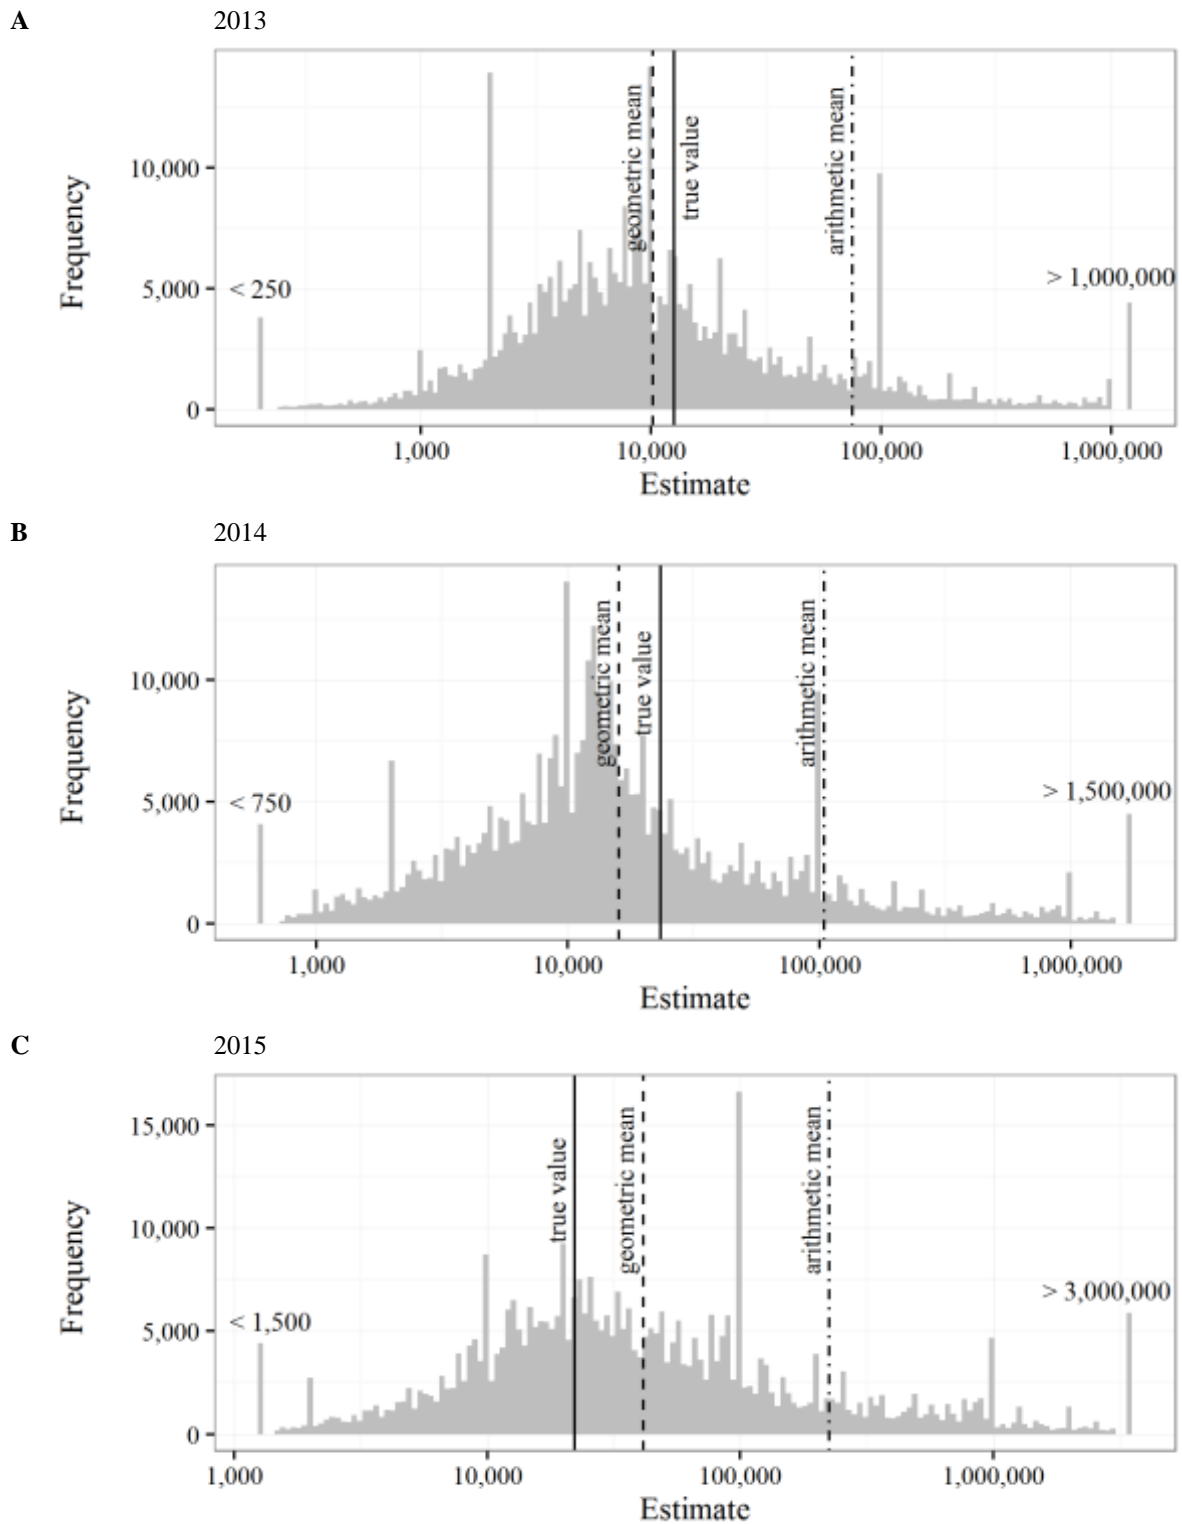 A
2013
geometric mean
true value
arithmetic mean
10,000
< 250
> 1,000,000
5,000
0
Frequency
1,000
10,000
100,000
1,000,000
Estimate
B
2014
geometric mean
true value
arithmetic mean
10,000
< 750
> 1,500,000
5,000
0
Frequency
1,000
10,000
100,000
1,000,000
Estimate
C
2015
true value
geometric mean
arithmetic mean
15,000
10,000
< 1,500
> 3,000,000
5,000
0
Frequency
1,000
10,000
100,000
1,000,000
Estimate